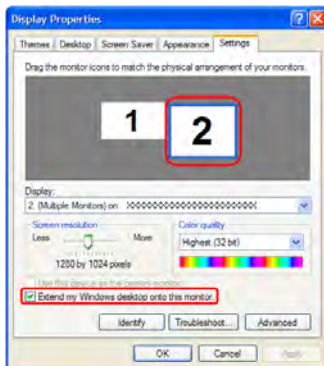 Display Properties
Themes Desktop Screen Saver Appearance Settings
Drag the monitor icons to match the physical arrangement of your monitors.
1 2
Display:
2. (Multiple Monitors) on XXXXXXXXXXXXXXXXXXXXXX
Screen resolution
Less More
1280 by 1024 pixels
Color quality
Highest (32 bit)
Use this device as the primary monitor.
Extend my Windows desktop onto this monitor.
Identify Troubleshoot... Advanced
OK Cancel Apply